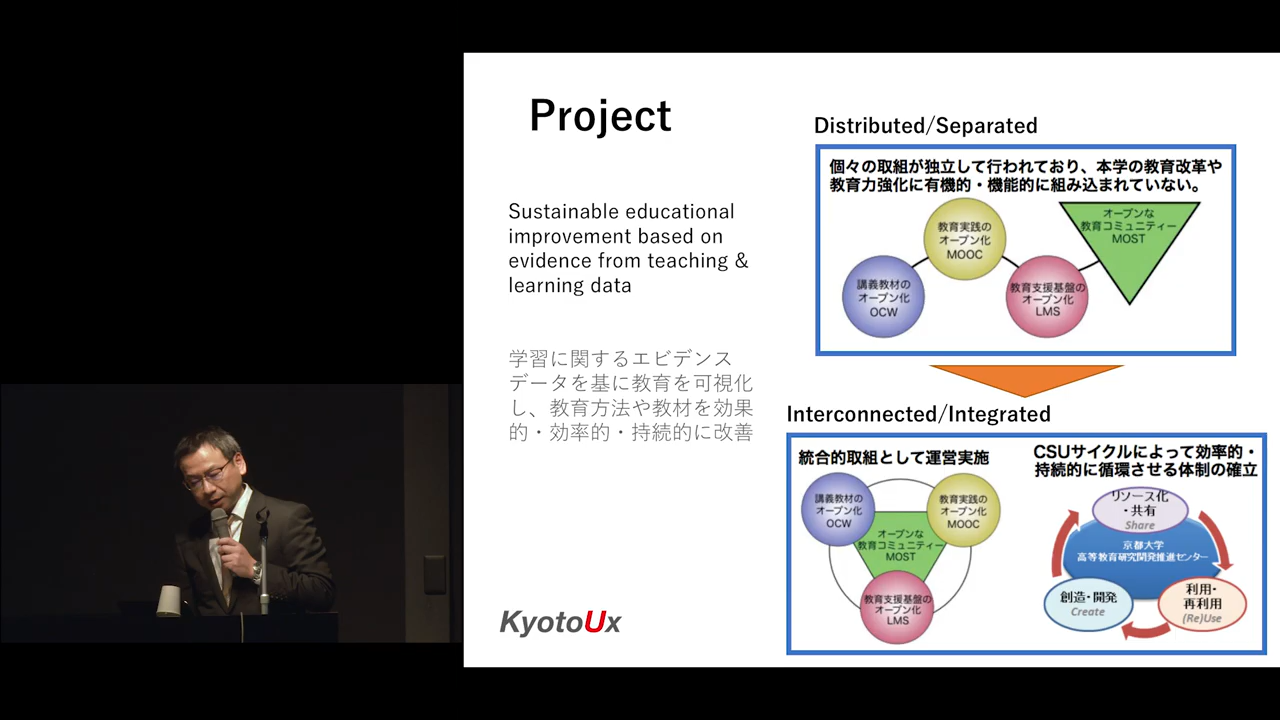 Project
Sustainable educational
improvement based on
evidence from teaching &
learning data
学習に関するエビデンス
データを基に教育を可視化
し、教育方法や教材を効果
的・効率的・持続的に改善
KyotoUx
Distributed/Separated
個々の取組が独立して行われており、本学の教育改革や
教育力強化に有機的・機能的に組み込まれていない。
講義教材の
オープン化
OCW
教育実践の
オープン化
MOOC
教育支援基盤の
オープン化
LMS
オープンな
教育コミュニティー
MOST
Interconnected/Integrated
統合的取組として運営実施
講義教材の
オープン化
OCW
教育実践の
オープン化
MOOC
オープンな
教育コミュニティー
MOST
教育支援基盤の
オープン化
LMS
CSUサイクルによって効率的・
持続的に循環させる体制の確立
リソース化
・共有
Share
京都大学
高等教育研究開発推進センター
創造・開発
Create
利用・
再利用
(Re)Use